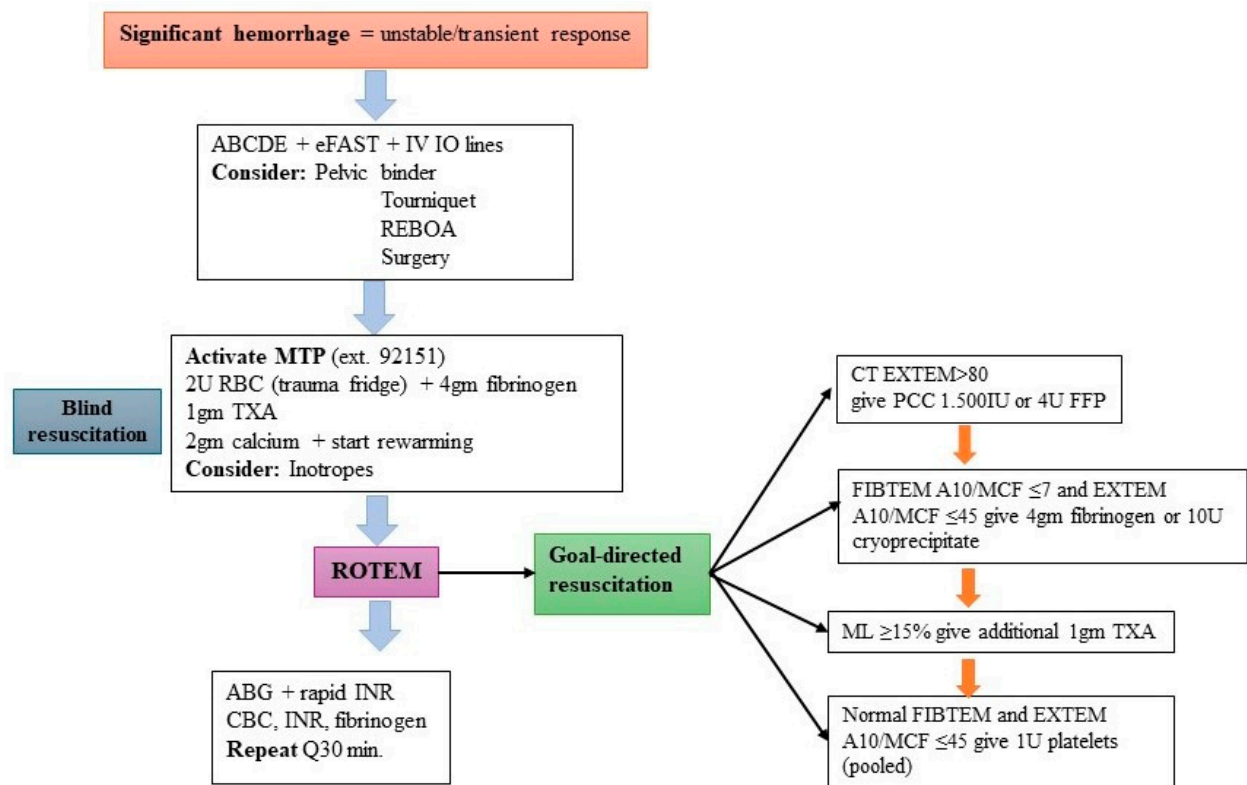 Significant hemorrhage = unstable/transient response
ABCDE + eFAST + IV IO lines
Consider: Pelvic binder
Tourniquet
REBOA
Surgery
Blind
resuscitation
Activate MTP (ext. 92151)
2U RBC (trauma fridge) + 4gm fibrinogen
1gm TXA
2gm calcium + start rewarming
Consider: Inotropes
ROTEM
ABG + rapid INR
CBC, INR, fibrinogen
Repeat Q30 min.
Goal-directed
resuscitation
CT EXTEM>80
give PCC 1.500IU or 4U FFP
FIBTEM A10/MCF ≤7 and EXTEM
A10/MCF ≤45 give 4gm fibrinogen or 10U
cryoprecipitate
ML ≥15% give additional 1gm TXA
Normal FIBTEM and EXTEM
A10/MCF ≤45 give 1U platelets
(pooled)